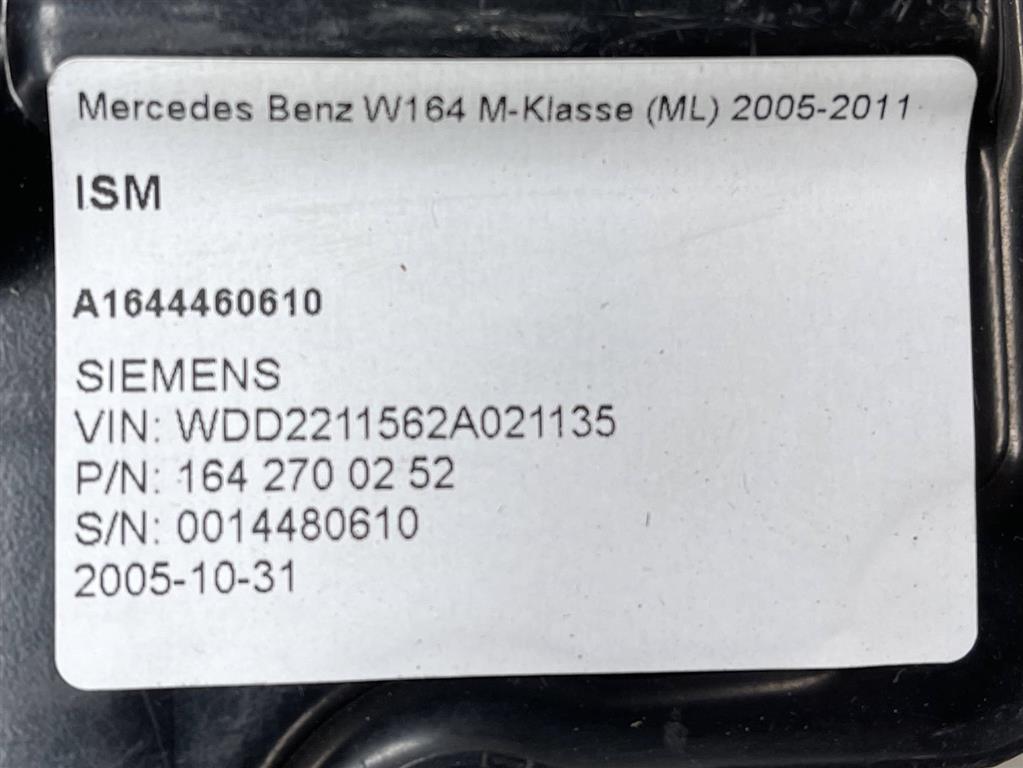 Mercedes Benz W164 M-Klasse (ML) 2005-2011
ISM
A1644460610
SIEMENS
VIN: WDD2211562A021135
P/N: 164 270 02 52
S/N: 0014480610
2005-10-31